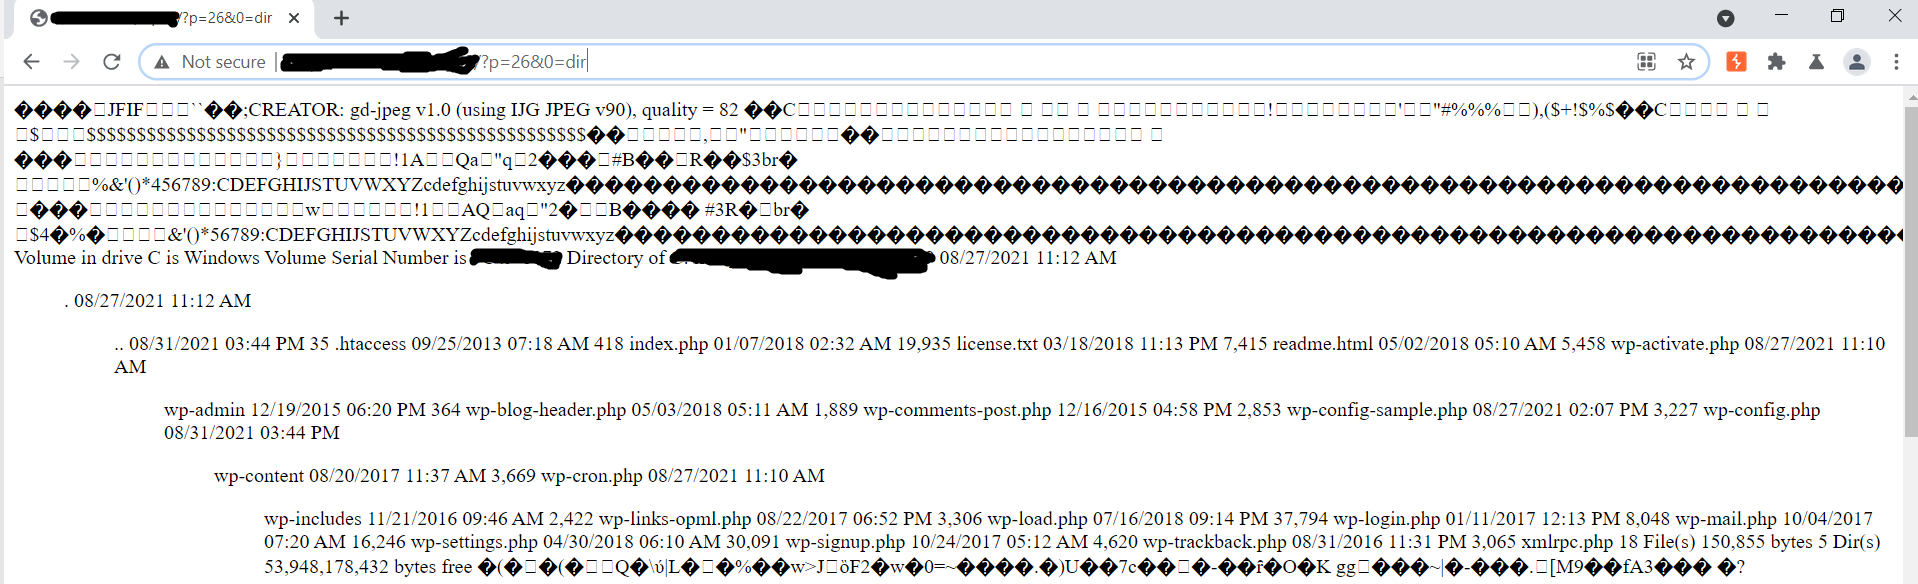 /?p=26&0=dir
Not secure
/?p=26&0=dir
JFIF ``
;CREATOR: gd-jpeg v1.0 (using IJG JPEG v90), quality = 82
%&'()*456789:CDEFGHIJSTUVWXYZcdefghijstuvwxyz
&'()*56789:CDEFGHIJSTUVWXYZcdefghijstuvwxyz
Volume in drive C is Windows Volume Serial Number is Directory of 08/27/2021 11:12 AM
. 08/27/2021 11:12 AM
.. 08/31/2021 03:44 PM 35 .htaccess 09/25/2013 07:18 AM 418 index.php 01/07/2018 02:32 AM 19,935 license.txt 03/18/2018 11:13 PM 7,415 readme.html 05/02/2018 05:10 AM 5,458 wp-activate.php 08/27/2021 11:10
AM
wp-admin 12/19/2015 06:20 PM 364 wp-blog-header.php 05/03/2018 05:11 AM 1,889 wp-comments-post.php 12/16/2015 04:58 PM 2,853 wp-config-sample.php 08/27/2021 02:07 PM 3,227 wp-config.php
08/31/2021 03:44 PM
wp-content 08/20/2017 11:37 AM 3,669 wp-cron.php 08/27/2021 11:10 AM
wp-includes 11/21/2016 09:46 AM 2,422 wp-links-opml.php 08/22/2017 06:52 PM 3,306 wp-load.php 07/16/2018 09:14 PM 37,794 wp-login.php 01/11/2017 12:13 PM 8,048 wp-mail.php 10/04/2017
07:20 AM 16,246 wp-settings.php 04/30/2018 06:10 AM 30,091 wp-signup.php 10/24/2017 05:12 AM 4,620 wp-trackback.php 08/31/2016 11:31 PM 3,065 xmlrpc.php 18 File(s) 150,855 bytes 5 Dir(s)
53,948,178,432 bytes free